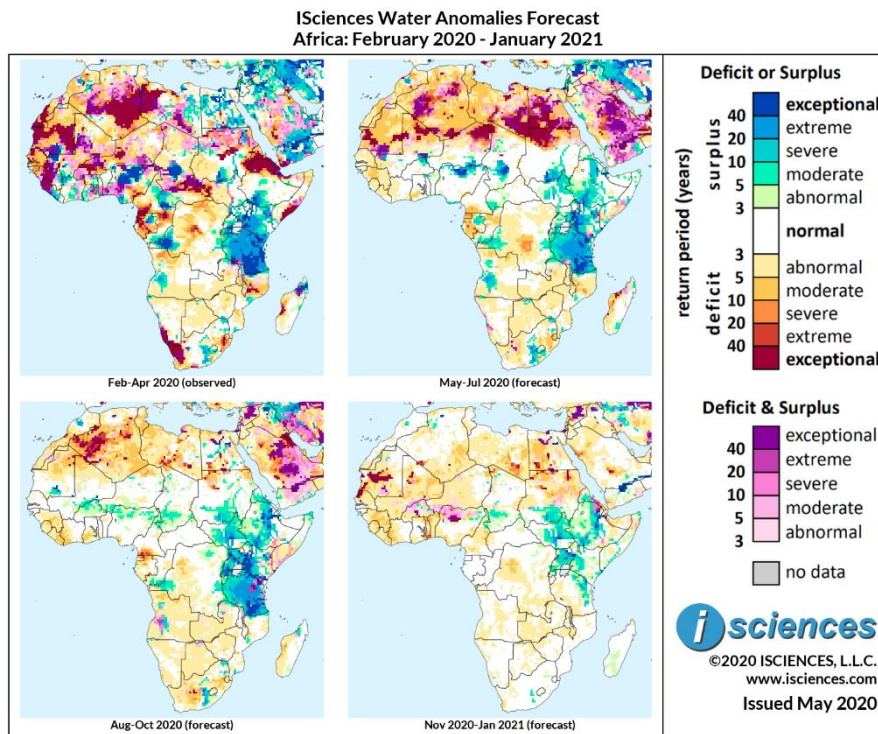 ISciences Water Anomalies Forecast
Africa: February 2020 - January 2021
Feb-Apr 2020 (observed)
May-Jul 2020 (forecast)
Aug-Oct 2020 (forecast)
Nov 2020-Jan 2021 (forecast)
Deficit or Surplus
return period (years)
surplus
deficit
40
20
10
5
3
3
5
10
20
40
exceptional
extreme
severe
moderate
abnormal
normal
abnormal
moderate
severe
extreme
exceptional
Deficit & Surplus
40
20
10
5
3
exceptional
extreme
severe
moderate
abnormal
no data
i sciences
©2020 ISCIENCES, L.L.C.
www.isciences.com
Issued May 2020